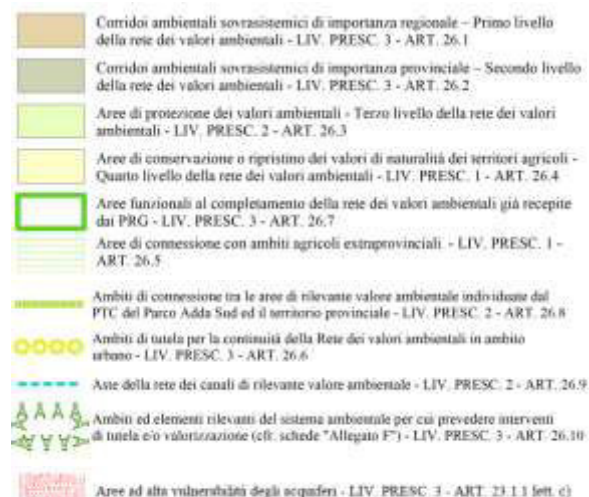 Corridoi ambientali sovrasistemici di importanza regionale – Primo livello
della rete dei valori ambientali - LIV. PRESC. 3 - ART. 26.1
Corridoi ambientali sovrasistemici di importanza provinciale – Secondo livello
della rete dei valori ambientali - LIV. PRESC. 3 - ART. 26.2
Aree di protezione dei valori ambientali - Terzo livello della rete dei valori
ambientali - LIV. PRESC. 2 - ART. 26.3
Aree di conservazione o ripristino dei valori di naturalità dei territori agricoli -
Quarto livello della rete dei valori ambientali - LIV. PRESC. 1 - ART. 26.4
Aree funzionali al completamento della rete dei valori ambientali già recepite
dai PRG - LIV. PRESC. 3 - ART. 26.7
Aree di connessione con ambiti agricoli extraprovinciali - LIV. PRESC. 1 -
ART. 26.5
Ambiti di connessione tra le aree di rilevante valore ambientale individuate dal
PTC del Parco Adda Sud ed il territorio provinciale - LIV. PRESC. 2 - ART. 26.8
Ambiti di tutela per la continuità della Rete dei valori ambientali in ambito
urbano - LIV. PRESC. 3 - ART. 26.6
Aste della rete dei canali di rilevante valore ambientale - LIV. PRESC. 2 - ART. 26.9
Ambiti ed elementi rilevanti del sistema ambientale per cui prevedere interventi
di tutela e/o valorizzazione (cfr. schede "Allegato F") - LIV. PRESC. 3 - ART. 26.10
Aree ad alta vulnerabilità degli acquiferi - LIV. PRESC. 3 - ART. 23.1.1 lett. c)